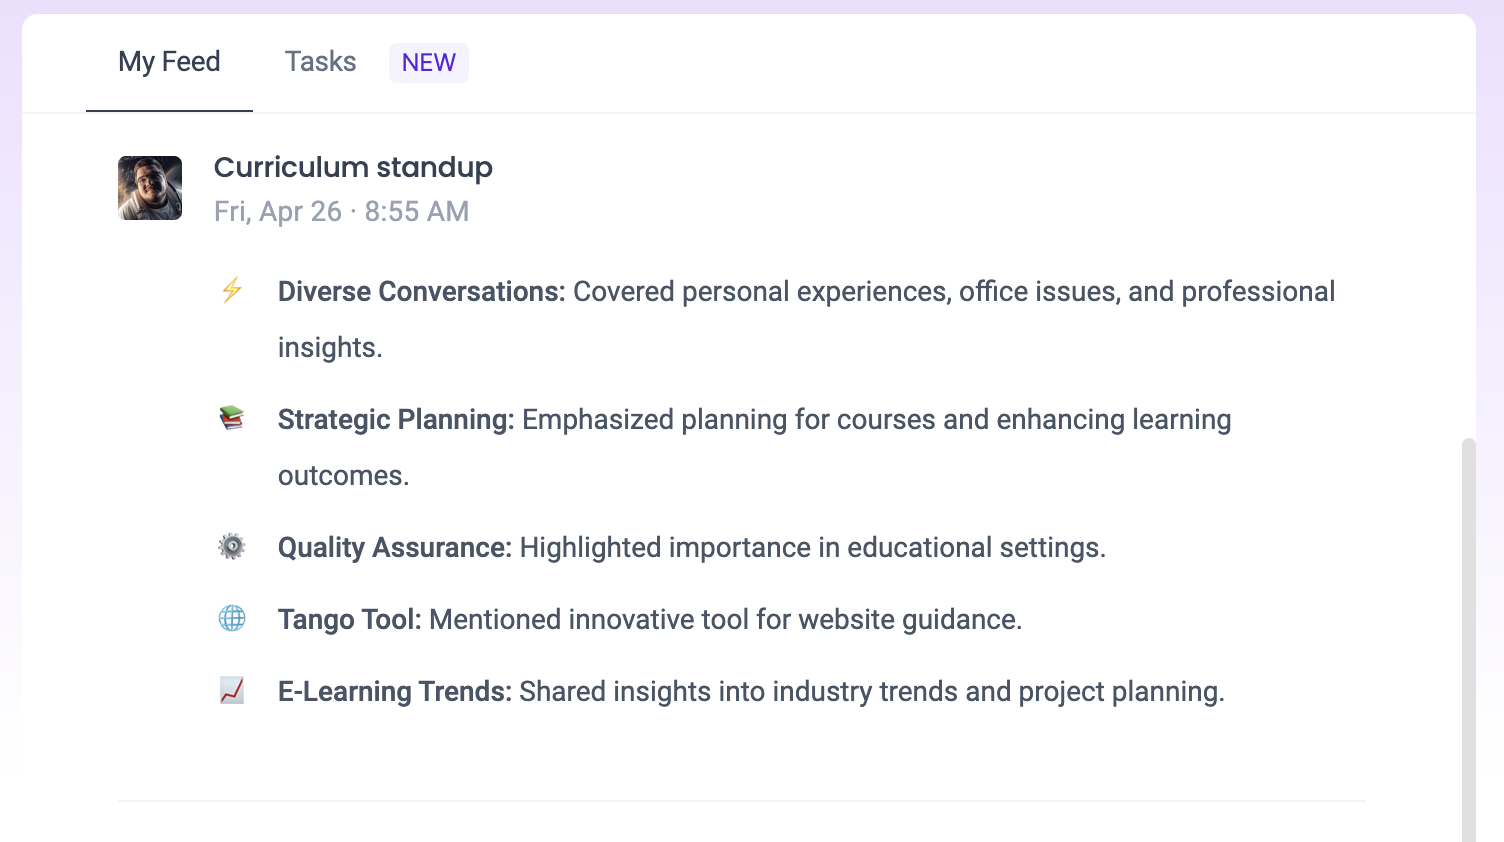 My Feed
Tasks
NEW
Curriculum standup
Fri, Apr 26 · 8:55 AM
Diverse Conversations: Covered personal experiences, office issues, and professional
insights.
Strategic Planning: Emphasized planning for courses and enhancing learning
outcomes.
Quality Assurance: Highlighted importance in educational settings.
Tango Tool: Mentioned innovative tool for website guidance.
E-Learning Trends: Shared insights into industry trends and project planning.